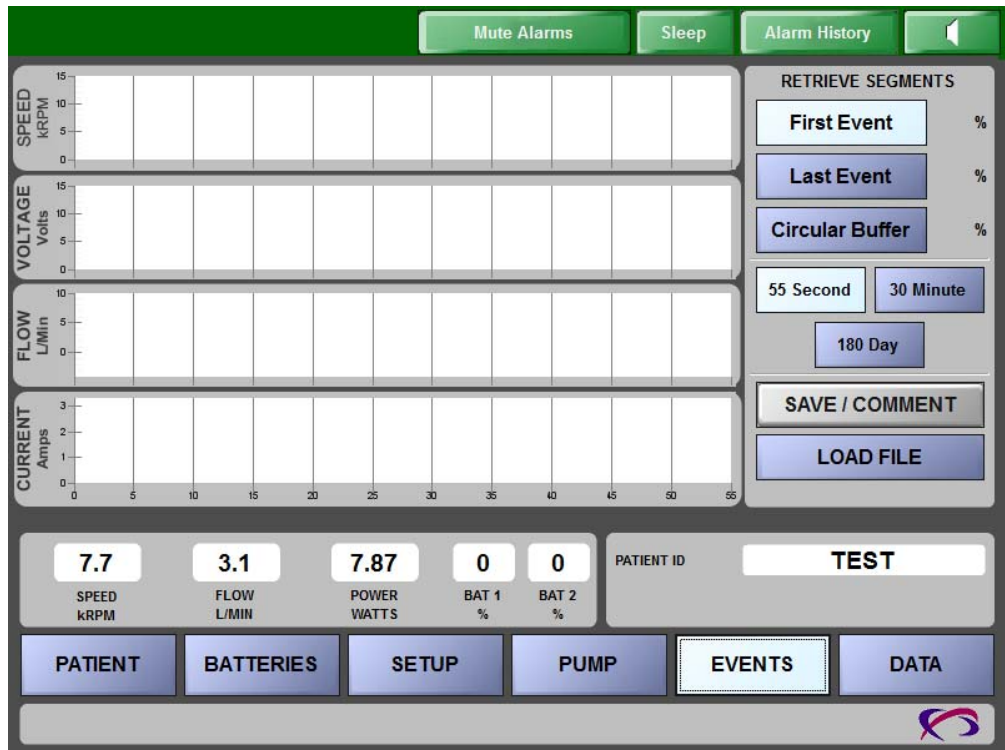 Mute Alarms
Sleep
Alarm History
SPEED
kRPM
15
10
5
0
VOLTAGE
Volts
15
10
5
0
FLOW
L/Min
10
5
0
CURRENT
Amps
3
2
1
0
0 5 10 15 20 25 30 35 40 45 50 55
RETRIEVE SEGMENTS
First Event %
Last Event %
Circular Buffer %
55 Second 30 Minute
180 Day
SAVE / COMMENT
LOAD FILE
7.7 3.1 7.87 0 0
SPEED FLOW POWER BAT 1 BAT 2
kRPM L/MIN WATTS % %
PATIENT ID TEST
PATIENT BATTERIES SETUP PUMP EVENTS DATA